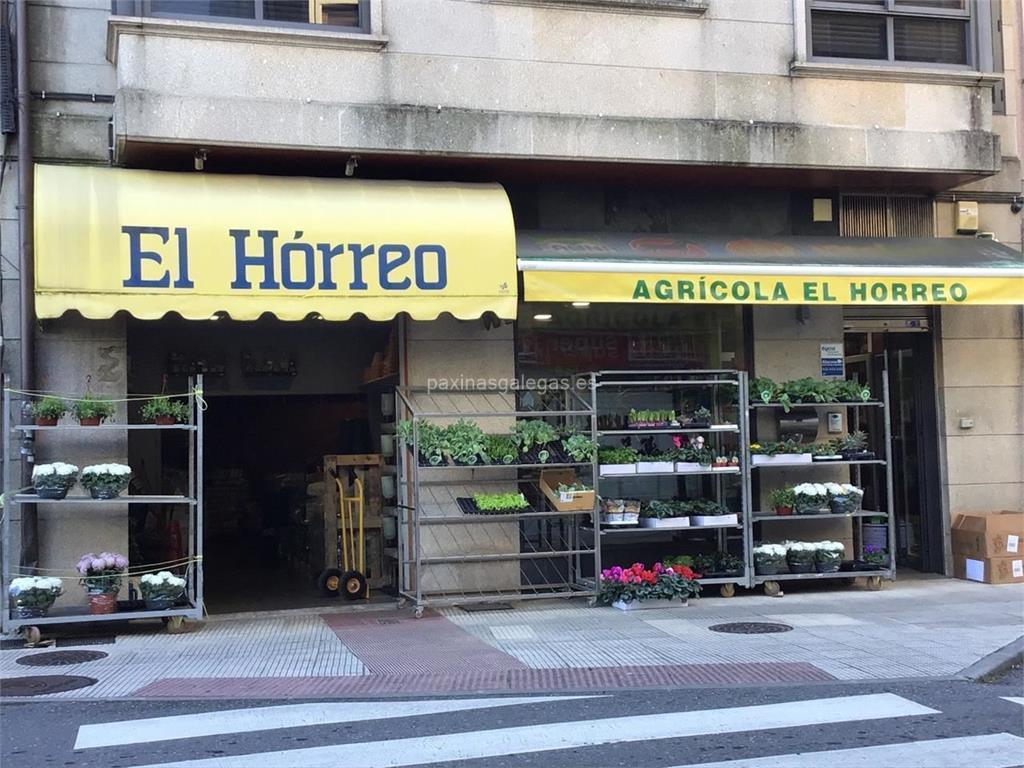 El Hórreo
AGRÍCOLA EL HORREO
paxinasgalegas.es